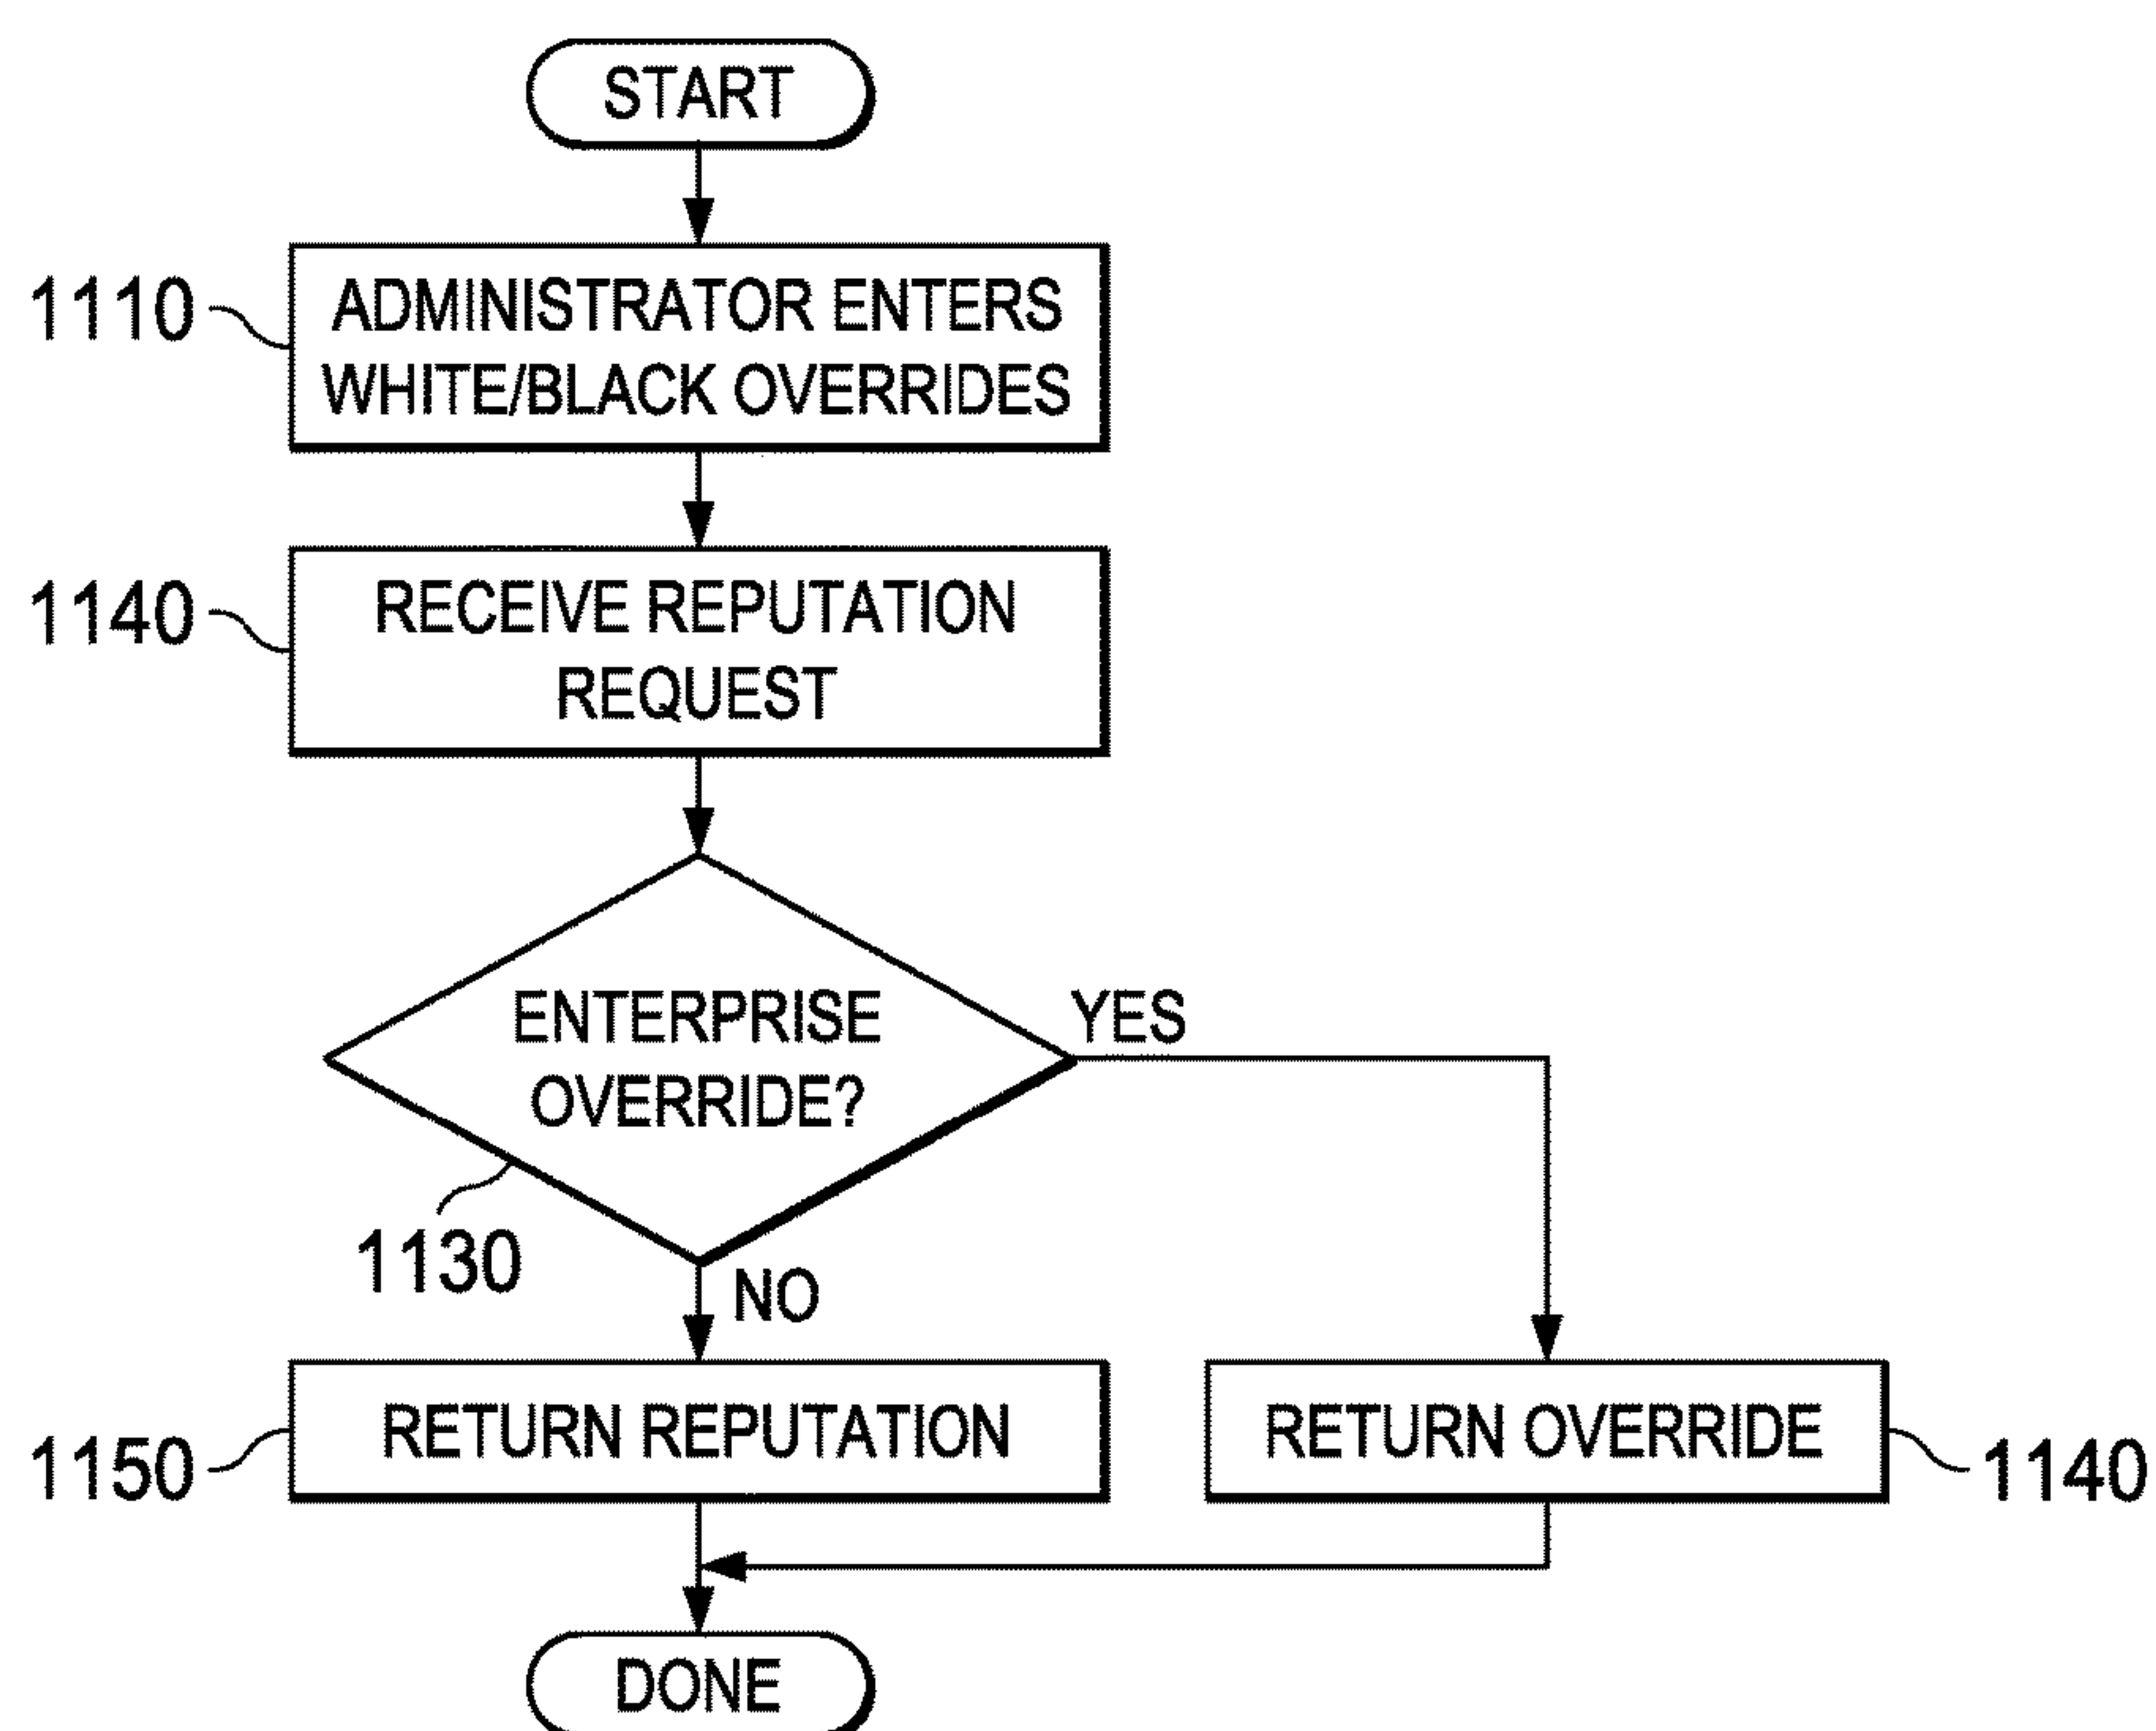 START
1110
ADMINISTRATOR ENTERS
WHITE/BLACK OVERRIDES
1140
RECEIVE REPUTATION
REQUEST
ENTERPRISE
OVERRIDE?
YES
1130
NO
1150
RETURN REPUTATION
RETURN OVERRIDE
1140
DONE